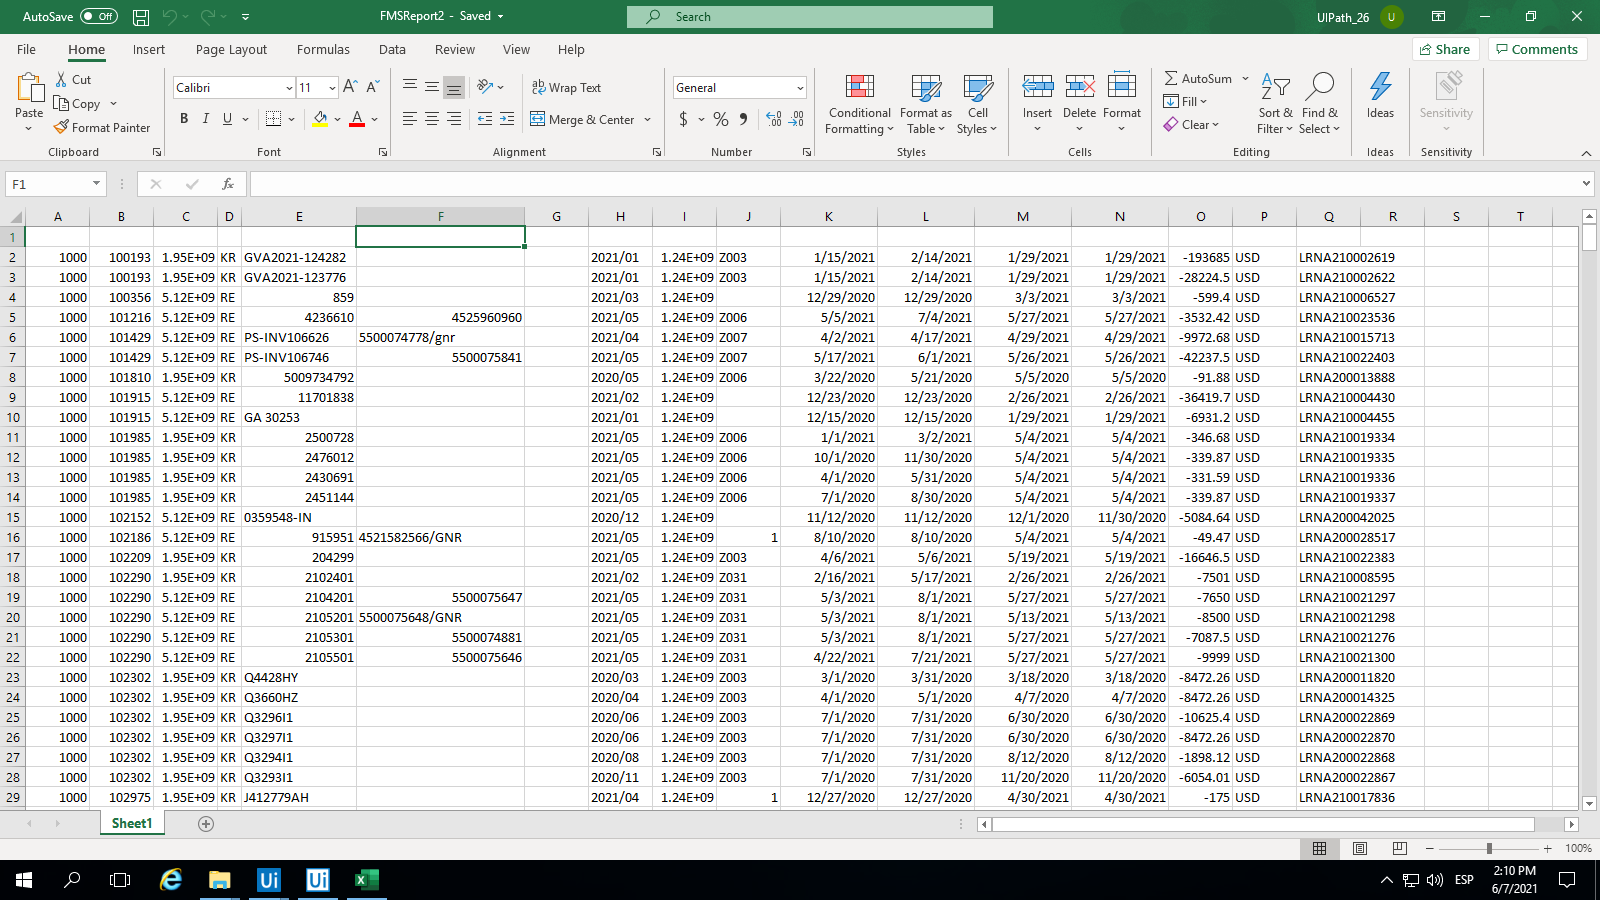 AutoSave Off FMSReport2 - Saved Search UIPath_26 UI
File Home Insert Page Layout Formulas Data Review View Help Share Comments
Paste Cut Copy Format Painter Clipboard
Calibri 11 A A B I U A Font
Wrap Text Merge & Center Alignment
General $ % , Number
Conditional Formatting Format as Table Cell Styles Styles
Insert Delete Format Cells
AutoSum Fill Clear Sort & Filter Find & Select Editing
Ideas Ideas
Sensitivity Sensitivity
F1 fx
A B C D E F G H I J K L M N O P Q R S T
1
2 1000 100193 1.95E+09 KR GVA2021-124282 2021/01 1.24E+09 Z003 1/15/2021 2/14/2021 1/29/2021 1/29/2021 -193685 USD LRNA210002619
3 1000 100193 1.95E+09 KR GVA2021-123776 2021/01 1.24E+09 Z003 1/15/2021 2/14/2021 1/29/2021 1/29/2021 -28224.5 USD LRNA210002622
4 1000 100356 5.12E+09 RE 859 2021/03 1.24E+09 12/29/2020 12/29/2020 3/3/2021 3/3/2021 -599.4 USD LRNA210006527
5 1000 101216 5.12E+09 RE 4236610 4525960960 2021/05 1.24E+09 Z006 5/5/2021 7/4/2021 5/27/2021 5/27/2021 -3532.42 USD LRNA210023536
6 1000 101429 5.12E+09 RE PS-INV106626 5500074778/gnr 2021/04 1.24E+09 Z007 4/2/2021 4/17/2021 4/29/2021 4/29/2021 -9972.68 USD LRNA210015713
7 1000 101429 5.12E+09 RE PS-INV106746 5500075841 2021/05 1.24E+09 Z007 5/17/2021 6/1/2021 5/26/2021 5/26/2021 -42237.5 USD LRNA210022403
8 1000 101810 1.95E+09 KR 5009734792 2020/05 1.24E+09 Z006 3/22/2020 5/21/2020 5/5/2020 5/5/2020 -91.88 USD LRNA200013888
9 1000 101915 5.12E+09 RE 11701838 2021/02 1.24E+09 12/23/2020 12/23/2020 2/26/2021 2/26/2021 -36419.7 USD LRNA210004430
10 1000 101915 5.12E+09 RE GA 30253 2021/01 1.24E+09 12/15/2020 12/15/2020 1/29/2021 1/29/2021 -6931.2 USD LRNA210004455
11 1000 101985 1.95E+09 KR 2500728 2021/05 1.24E+09 Z006 1/1/2021 3/2/2021 5/4/2021 5/4/2021 -346.68 USD LRNA210019334
12 1000 101985 1.95E+09 KR 2476012 2021/05 1.24E+09 Z006 10/1/2020 11/30/2020 5/4/2021 5/4/2021 -339.87 USD LRNA210019335
13 1000 101985 1.95E+09 KR 2430691 2021/05 1.24E+09 Z006 4/1/2020 5/31/2020 5/4/2021 5/4/2021 -331.59 USD LRNA210019336
14 1000 101985 1.95E+09 KR 2451144 2021/05 1.24E+09 Z006 7/1/2020 8/30/2020 5/4/2021 5/4/2021 -339.87 USD LRNA210019337
15 1000 102152 5.12E+09 RE 0359548-IN 2020/12 1.24E+09 11/12/2020 11/12/2020 12/1/2020 11/30/2020 -5084.64 USD LRNA200042025
16 1000 102186 5.12E+09 RE 915951 4521582566/GNR 2021/05 1.24E+09 1 8/10/2020 8/10/2020 5/4/2021 5/4/2021 -49.47 USD LRNA200028517
17 1000 102209 1.95E+09 KR 204299 2021/05 1.24E+09 Z003 4/6/2021 5/6/2021 5/19/2021 5/19/2021 -16646.5 USD LRNA210022383
18 1000 102290 1.95E+09 KR 2102401 2021/02 1.24E+09 Z031 2/16/2021 5/17/2021 2/26/2021 2/26/2021 -7501 USD LRNA210008595
19 1000 102290 5.12E+09 RE 2104201 5500075647 2021/05 1.24E+09 Z031 5/3/2021 8/1/2021 5/27/2021 5/27/2021 -7650 USD LRNA210021297
20 1000 102290 5.12E+09 RE 2105201 5500075648/GNR 2021/05 1.24E+09 Z031 5/3/2021 8/1/2021 5/13/2021 5/13/2021 -8500 USD LRNA210021298
21 1000 102290 5.12E+09 RE 2105301 5500074881 2021/05 1.24E+09 Z031 5/3/2021 8/1/2021 5/27/2021 5/27/2021 -7087.5 USD LRNA210021276
22 1000 102290 5.12E+09 RE 2105501 5500075646 2021/05 1.24E+09 Z031 4/22/2021 7/21/2021 5/27/2021 5/27/2021 -9999 USD LRNA210021300
23 1000 102302 1.95E+09 KR Q4428HY 2020/03 1.24E+09 Z003 3/1/2020 3/31/2020 3/18/2020 3/18/2020 -8472.26 USD LRNA200011820
24 1000 102302 1.95E+09 KR Q3660HZ 2020/04 1.24E+09 Z003 4/1/2020 5/1/2020 4/7/2020 4/7/2020 -8472.26 USD LRNA200014325
25 1000 102302 1.95E+09 KR Q3296I1 2020/06 1.24E+09 Z003 7/1/2020 7/31/2020 6/30/2020 6/30/2020 -10625.4 USD LRNA200022869
26 1000 102302 1.95E+09 KR Q3297I1 2020/06 1.24E+09 Z003 7/1/2020 7/31/2020 6/30/2020 6/30/2020 -8472.26 USD LRNA200022870
27 1000 102302 1.95E+09 KR Q3294I1 2020/08 1.24E+09 Z003 7/1/2020 7/31/2020 8/12/2020 8/12/2020 -1898.12 USD LRNA200022868
28 1000 102302 1.95E+09 KR Q3293I1 2020/11 1.24E+09 Z003 7/1/2020 7/31/2020 11/20/2020 11/20/2020 -6054.01 USD LRNA200022867
29 1000 102975 1.95E+09 KR J412779AH 2021/04 1.24E+09 1 12/27/2020 12/27/2020 4/30/2021 4/30/2021 -175 USD LRNA210017836
Sheet1
100%
Ui Ui ESP 2:10 PM
6/7/2021